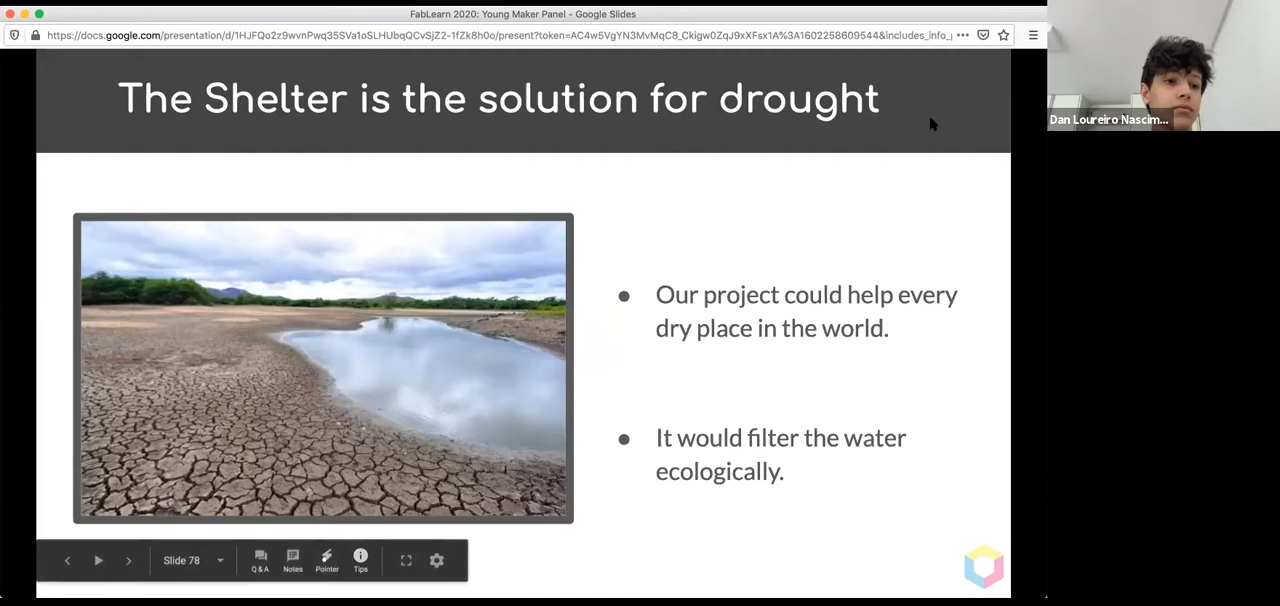 FabLearn 2020: Young Maker Panel - Google Slides
https://docs.google.com/presentation/d/1HJFQo2z9wvnPwq35SVa1oSLHUbqQCvSjZ2-1fZk8h0o/present?token=AC4w5VgYN3MvMqC8_Ckigw0ZqJ9xXFsx1A%3A1602258609544&includes_info_
The Shelter is the solution for drought
Dan Loureiro Nascim...
Our project could help every
dry place in the world.
It would filter the water
ecologically.
Slide 78
Q & A
Notes
Pointer
Tips